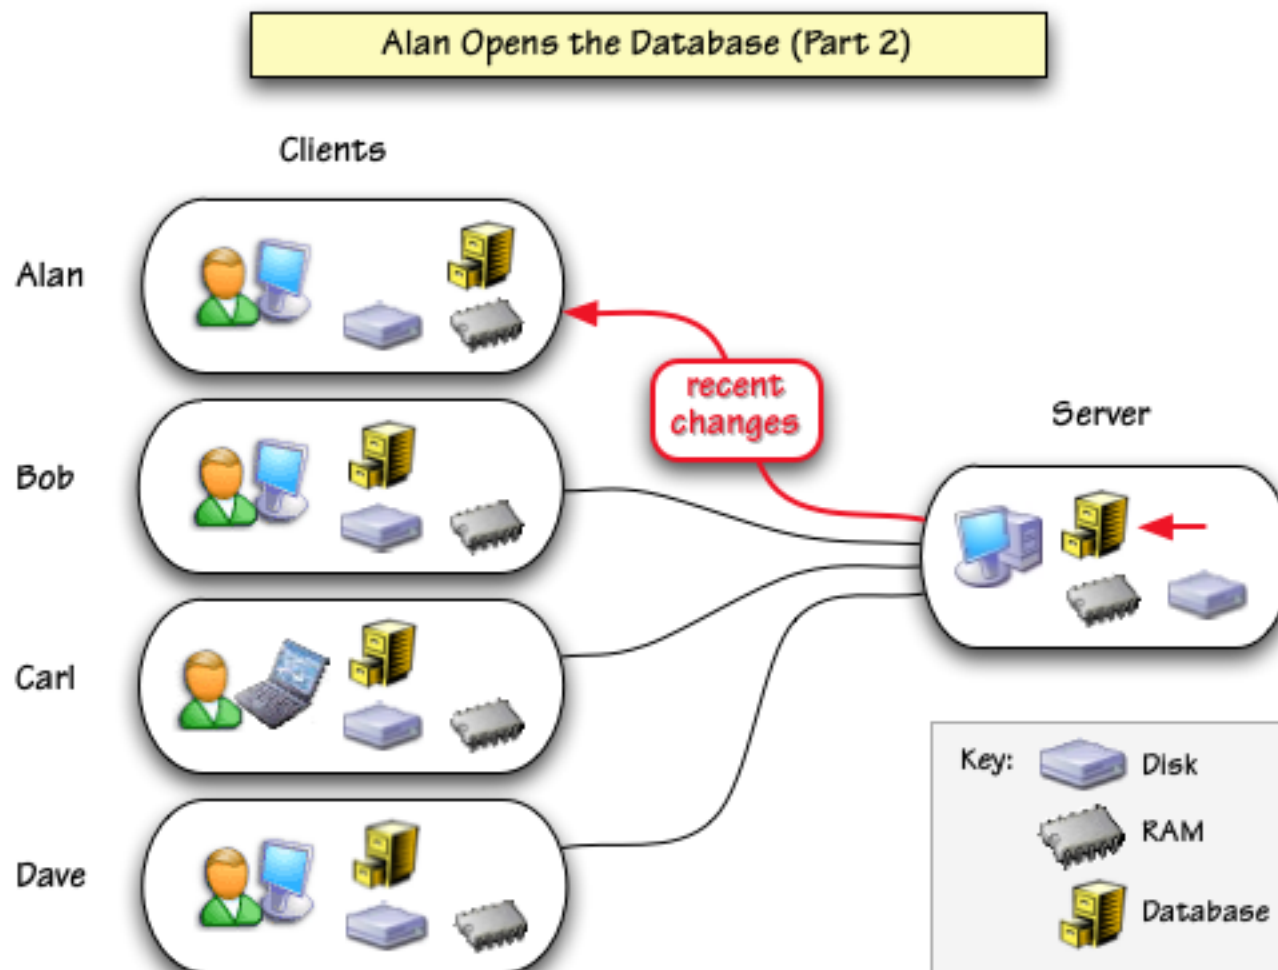 Alan Opens the Database (Part 2)
Clients
Alan
recent
changes
Server
Bob
Carl
Key:
Disk
RAM
Dave
Database